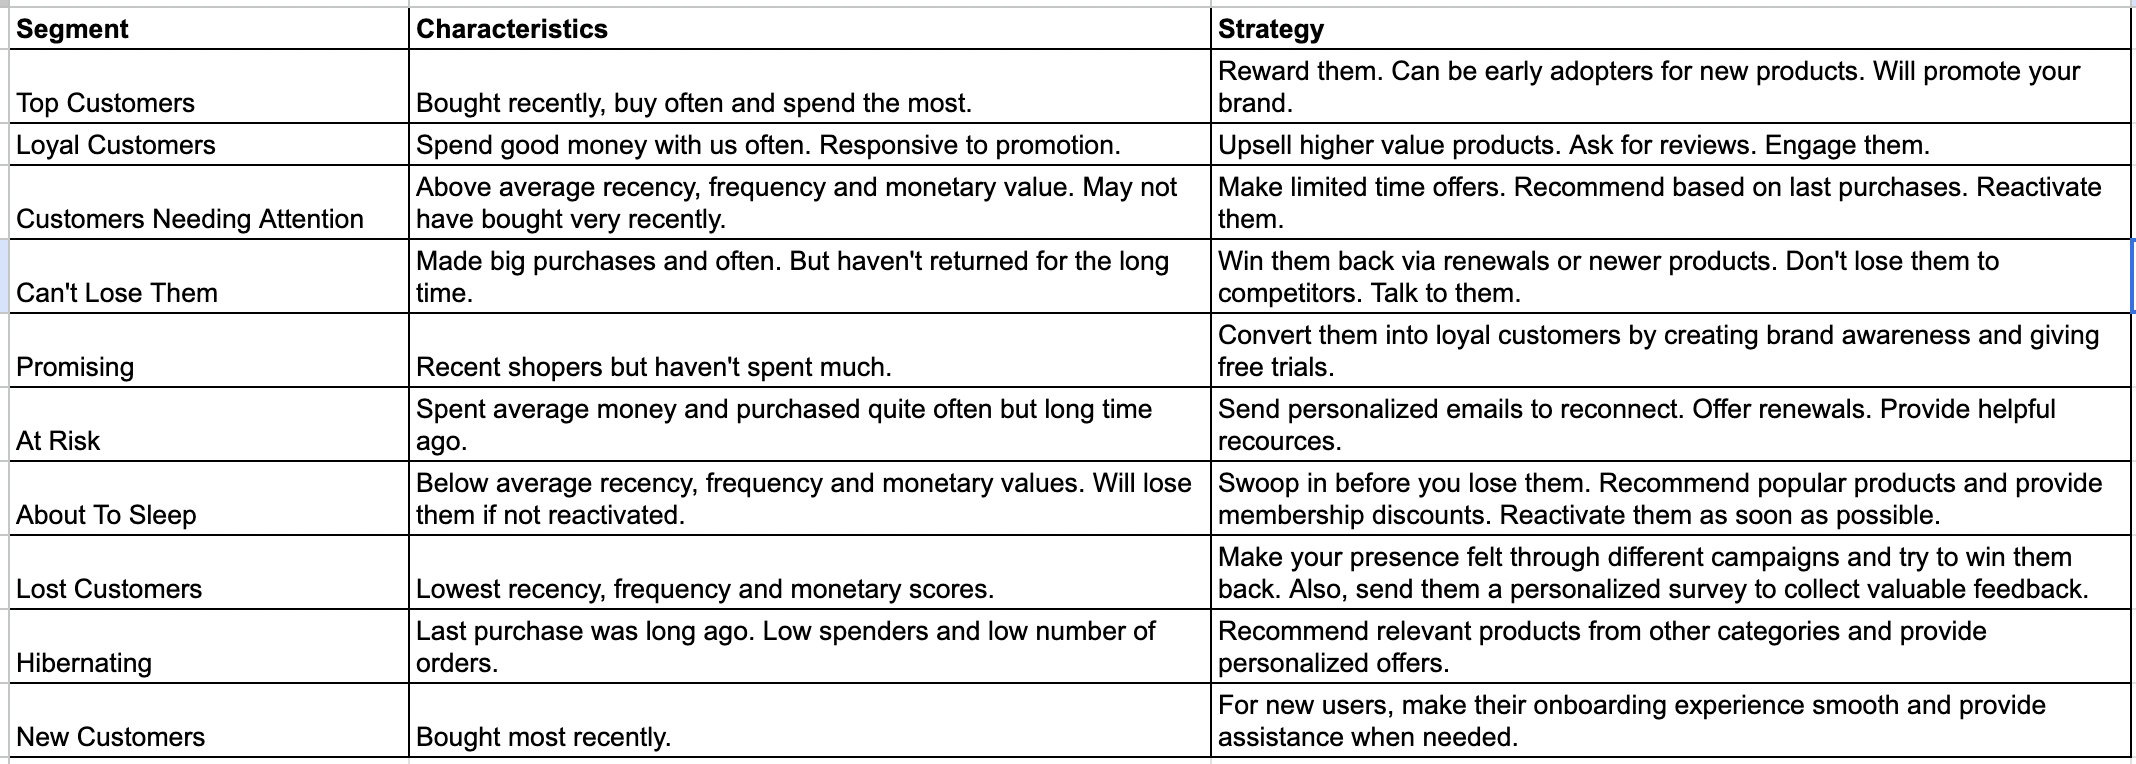 Segment Characteristics Strategy
Top Customers Bought recently, buy often and spend the most. Reward them. Can be early adopters for new products. Will promote your
brand.
Loyal Customers Spend good money with us often. Responsive to promotion. Upsell higher value products. Ask for reviews. Engage them.
Customers Needing Attention Above average recency, frequency and monetary value. May not
have bought very recently. Make limited time offers. Recommend based on last purchases. Reactivate
them.
Can't Lose Them Made big purchases and often. But haven't returned for the long
time. Win them back via renewals or newer products. Don't lose them to
competitors. Talk to them.
Promising Recent shopers but haven't spent much. Convert them into loyal customers by creating brand awareness and giving
free trials.
At Risk Spent average money and purchased quite often but long time
ago. Send personalized emails to reconnect. Offer renewals. Provide helpful
recources.
About To Sleep Below average recency, frequency and monetary values. Will lose
them if not reactivated. Swoop in before you lose them. Recommend popular products and provide
membership discounts. Reactivate them as soon as possible.
Lost Customers Lowest recency, frequency and monetary scores. Make your presence felt through different campaigns and try to win them
back. Also, send them a personalized survey to collect valuable feedback.
Hibernating Last purchase was long ago. Low spenders and low number of
orders. Recommend relevant products from other categories and provide
personalized offers.
New Customers Bought most recently. For new users, make their onboarding experience smooth and provide
assistance when needed.